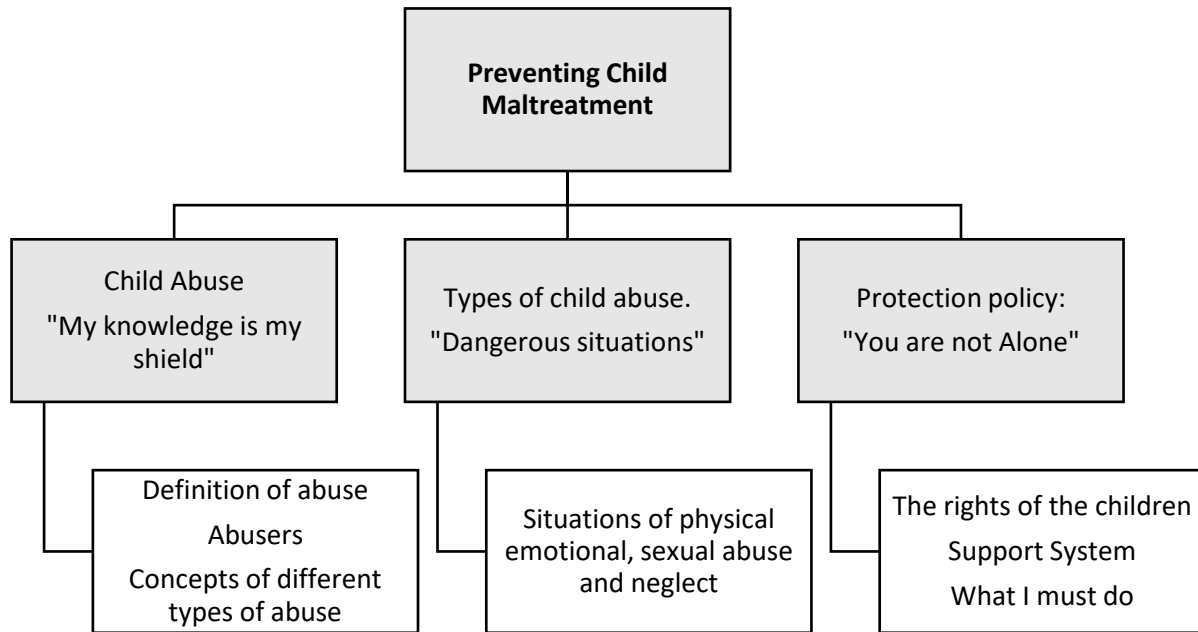 Preventing Child
Maltreatment
Child Abuse
"My knowledge is my
shield"
Types of child abuse.
"Dangerous situations"
Protection policy:
"You are not Alone"
Definition of abuse
Abusers
Concepts of different
types of abuse
Situations of physical
emotional, sexual abuse
and neglect
The rights of the children
Support System
What I must do